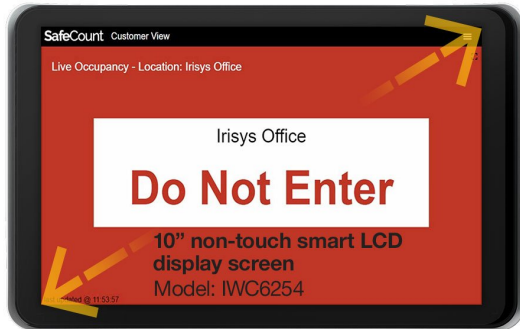 SafeCount Customer View
Live Occupancy - Location: Irisys Office
Irisys Office
Do Not Enter
10” non-touch smart LCD
display screen
Model: IWC6254
Last updated @ 11:53:57